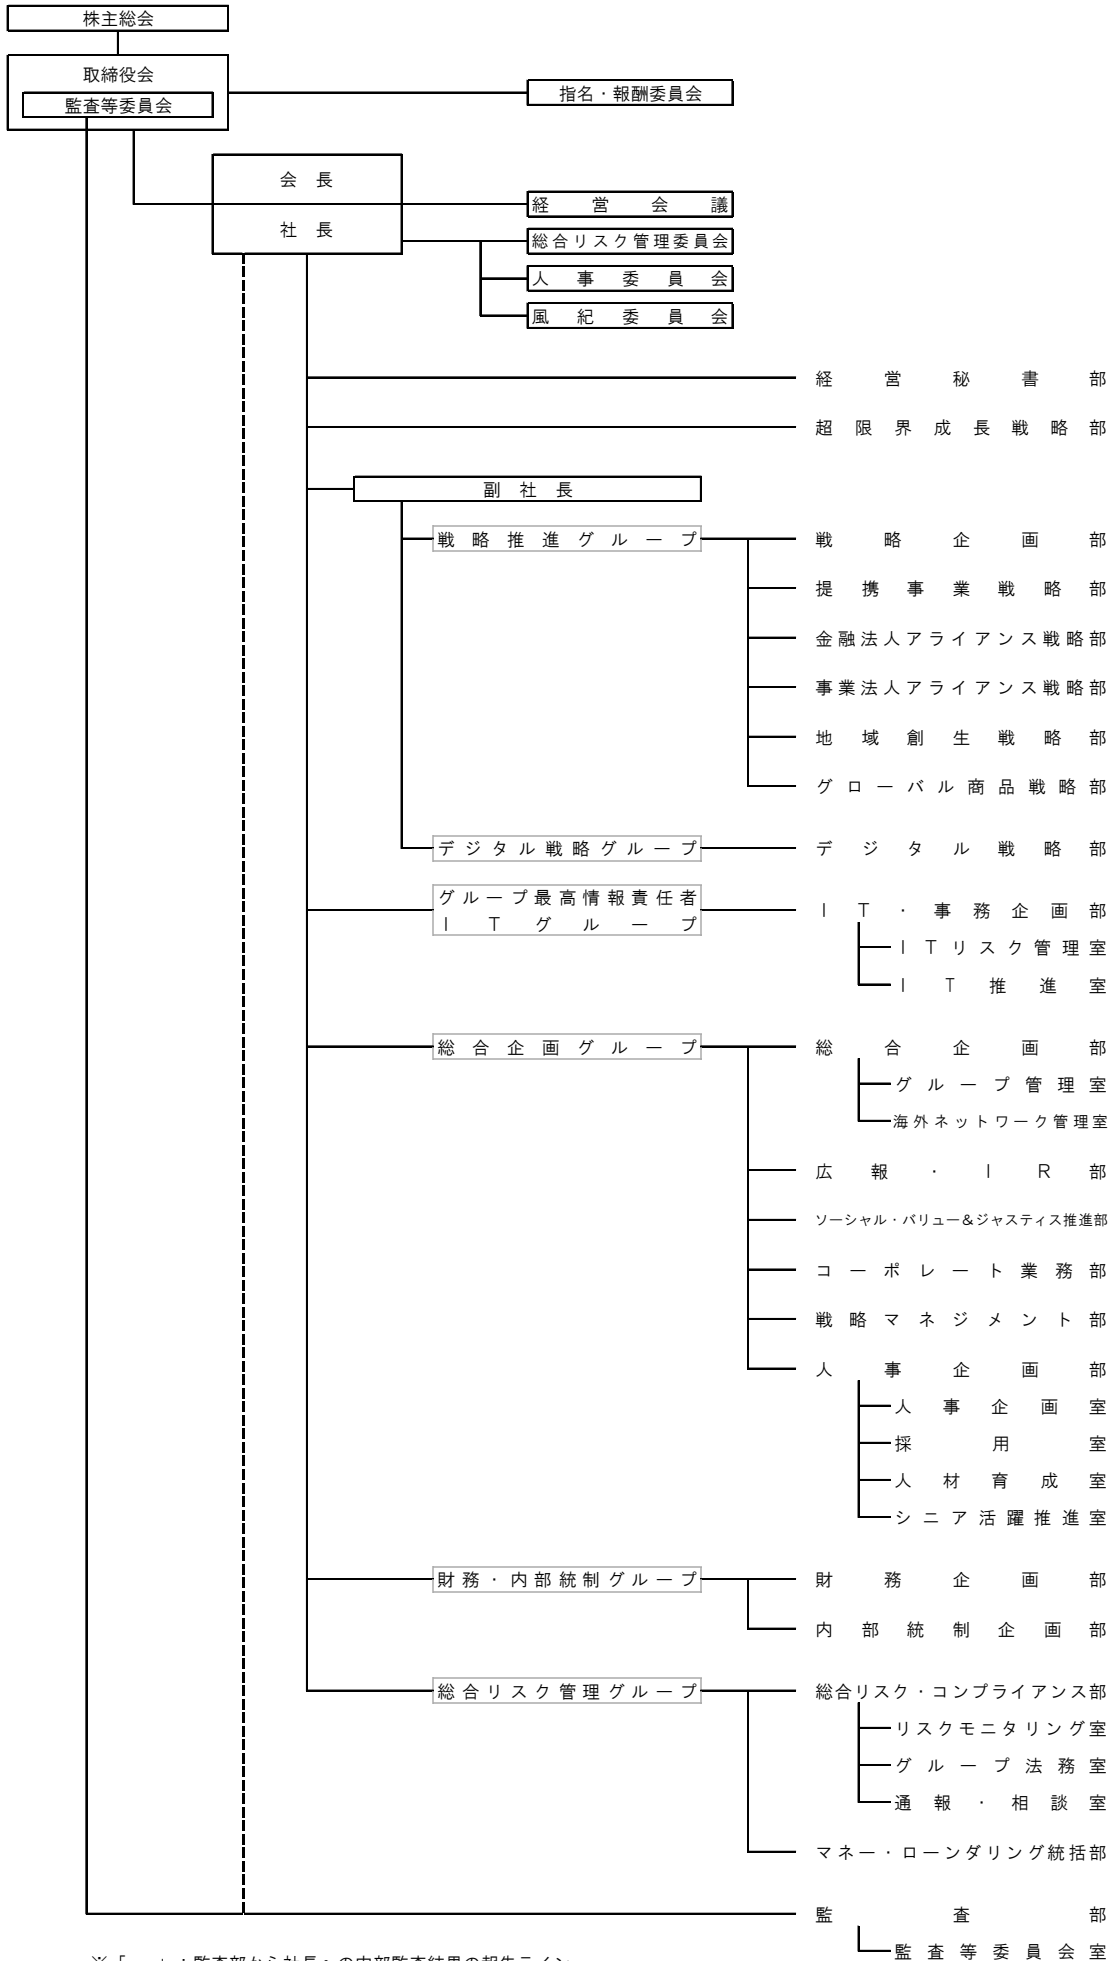 株主総会
取締役会
監査等委員会
指名・報酬委員会
会長
社長
経営会議
総合リスク管理委員会
人事委員会
風紀委員会
経営秘書部
超限界成長戦略部
副社長
戦略推進グループ
戦略企画部
提携事業戦略部
金融法人アライアンス戦略部
事業法人アライアンス戦略部
地域創生戦略部
グローバル商品戦略部
デジタル戦略グループ
デジタル戦略部
グループ最高情報責任者
ITグループ
IT・事務企画部
ITリスク管理室
IT推進室
総合企画グループ
総合企画部
グループ管理室
海外ネットワーク管理室
広報・IR部
ソーシャル・バリュー&ジャスティス推進部
コーポレート業務部
戦略マネジメント部
人事企画部
人事企画室
採用室
人材育成室
シニア活躍推進室
財務・内部統制グループ
財務企画部
内部統制企画部
総合リスク管理グループ
総合リスク・コンプライアンス部
リスクモニタリング室
グループ法務室
通報・相談室
マネー・ローンダリング統括部
監査部
監査等委員会室